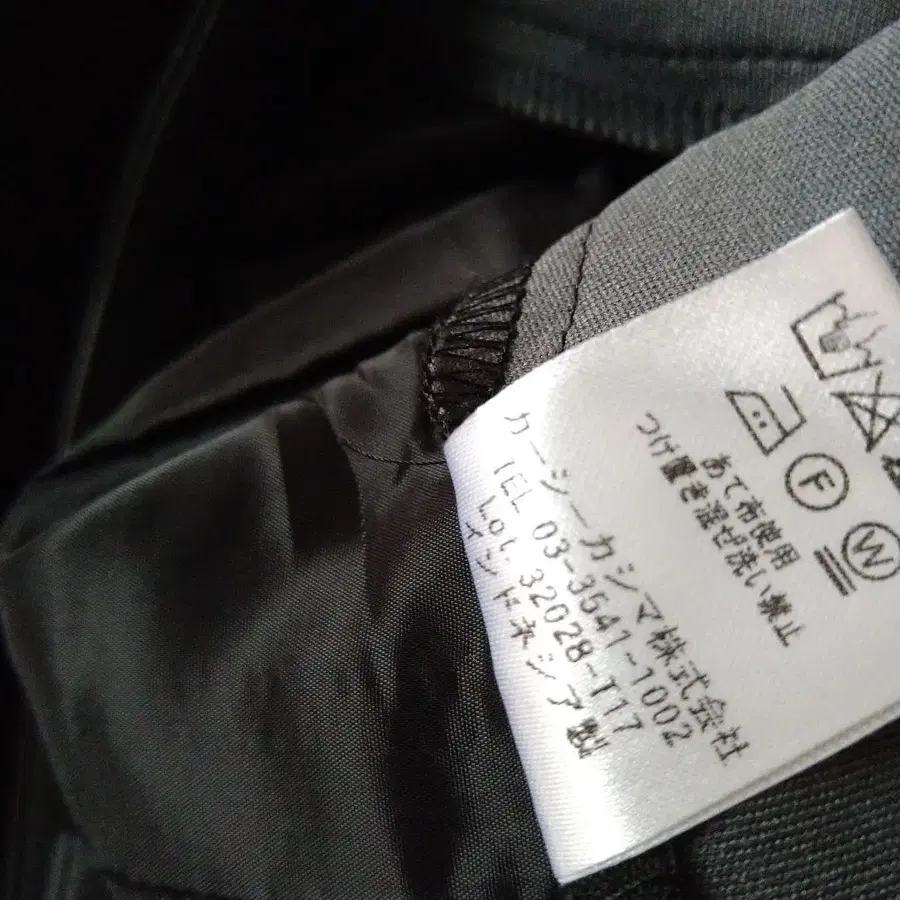 F
W
あて布使用
つけ置き混ぜ洗い禁止
カーシーカシマ株式会社
TEL 03-3541-1002
Lot 32028-T17
インドネシア製